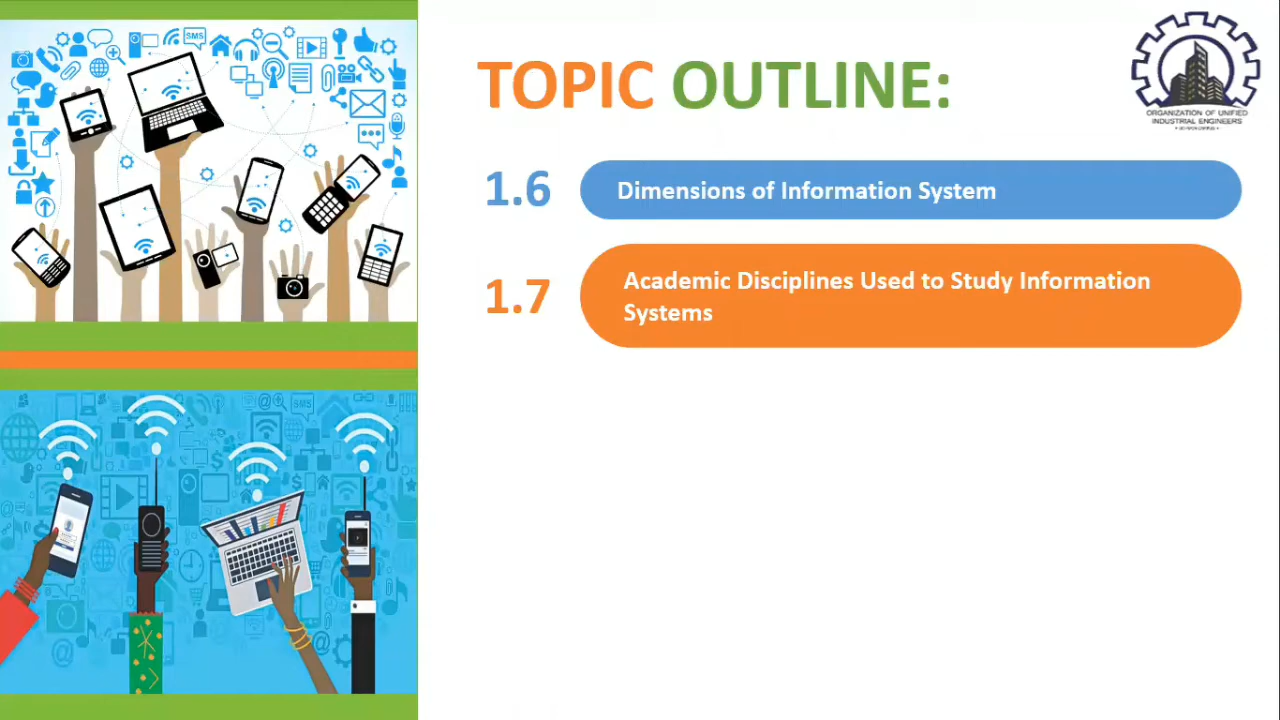 TOPIC OUTLINE:
ORGANIZATION OF UNIFIED
INDUSTRIAL ENGINEERS
1.6 Dimensions of Information System
1.7 Academic Disciplines Used to Study Information
Systems
SMS
SMS